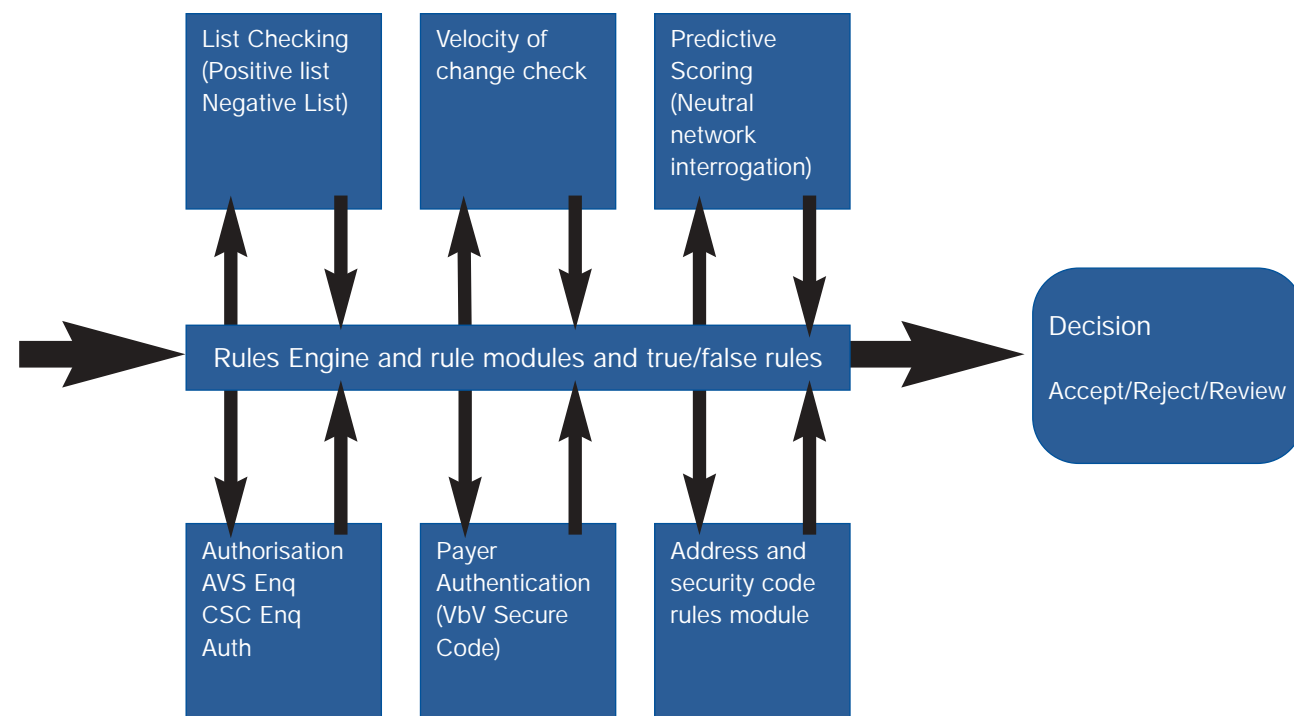 List Checking
(Positive list
Negative List)
Velocity of
change check
Predictive
Scoring
(Neutral
network
interrogation)
Rules Engine and rule modules and true/false rules
Decision
Accept/Reject/Review
Authorisation
AVS Enq
CSC Enq
Auth
Payer
Authentication
(VbV Secure
Code)
Address and
security code
rules module